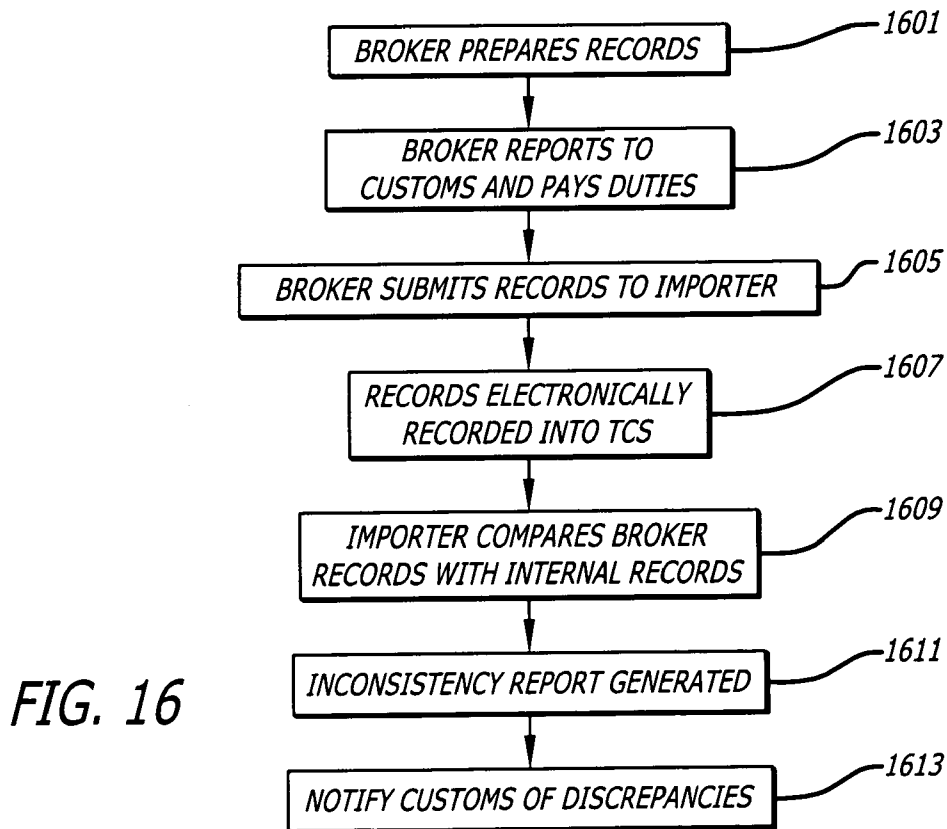 1601
BROKER PREPARES RECORDS
1603
BROKER REPORTS TO
CUSTOMS AND PAYS DUTIES
1605
BROKER SUBMITS RECORDS TO IMPORTER
1607
RECORDS ELECTRONICALLY
RECORDED INTO TCS
1609
IMPORTER COMPARES BROKER
RECORDS WITH INTERNAL RECORDS
1611
INCONSISTENCY REPORT GENERATED
FIG. 16
1613
NOTIFY CUSTOMS OF DISCREPANCIES